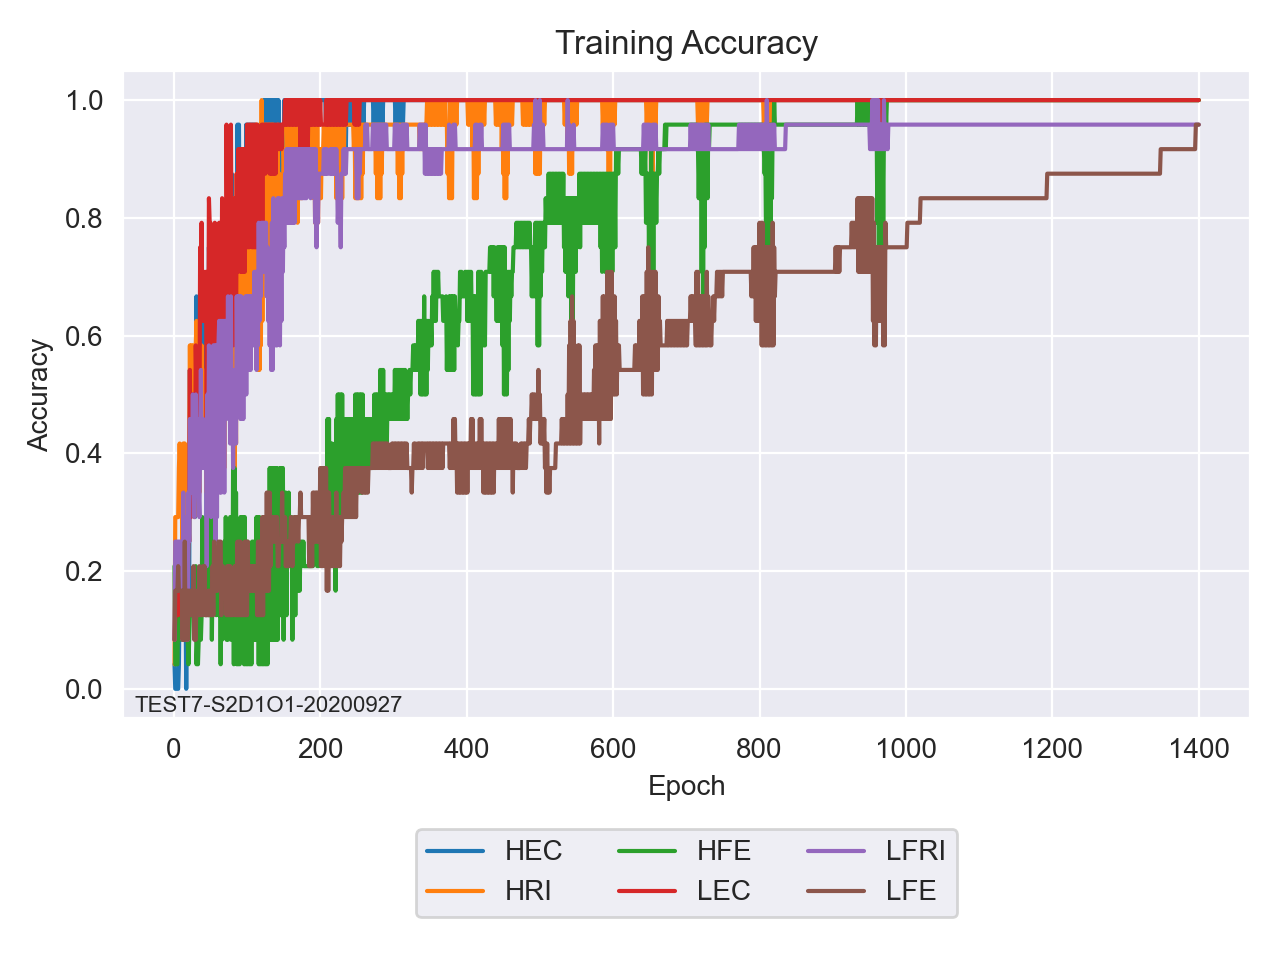 Training Accuracy
1.0
0.8
0.6
0.4
0.2
0.0
Accuracy
TEST7-S2D1O1-20200927
0 200 400 600 800 1000 1200 1400
Epoch
HEC HFE LFRI
HRI LEC LFE